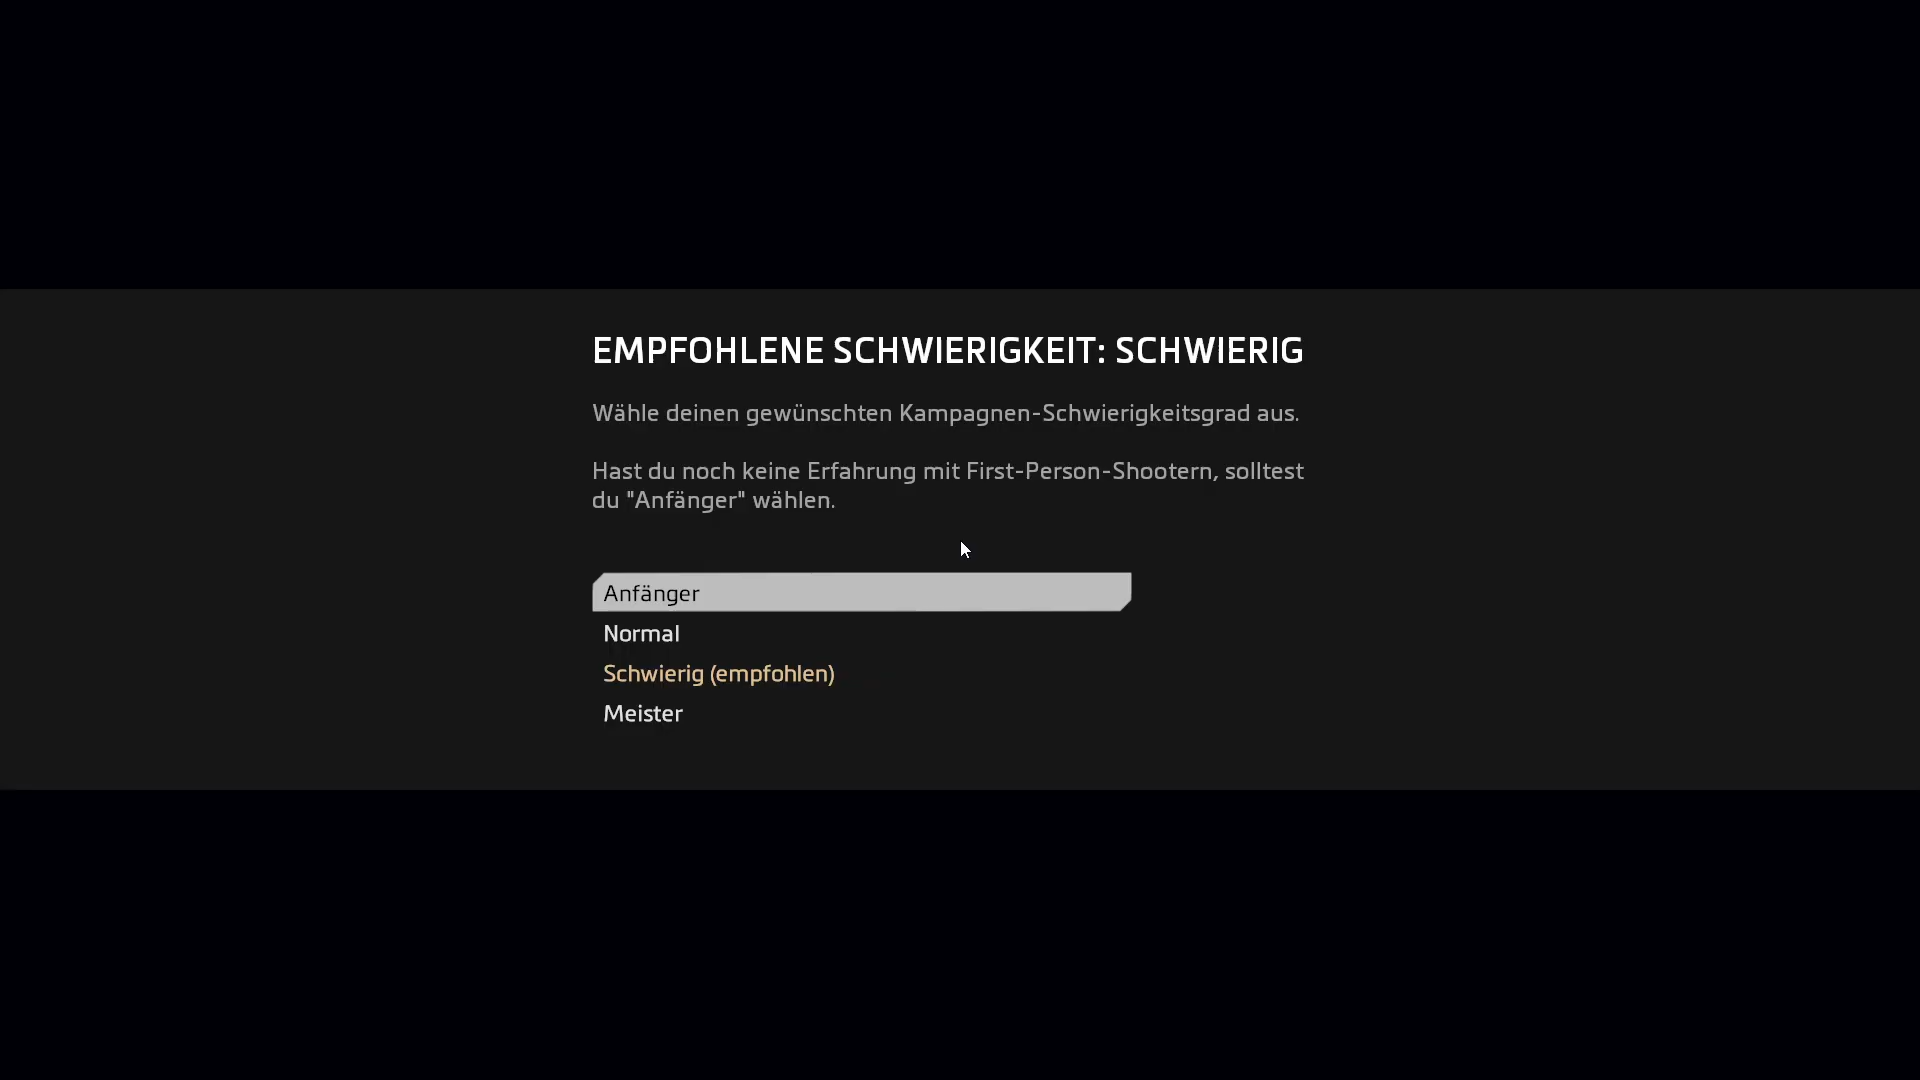 EMPFOHLENE SCHWIERIGKEIT: SCHWIERIG
Wähle deinen gewünschten Kampagnen-Schwierigkeitsgrad aus.
Hast du noch keine Erfahrung mit First-Person-Shootern, solltest
du "Anfänger" wählen.
Anfänger
Normal
Schwierig (empfohlen)
Meister